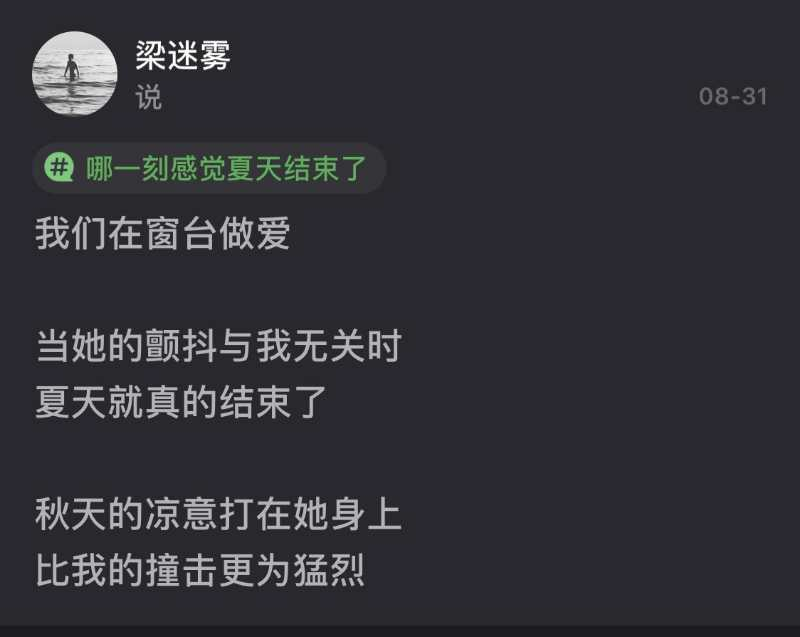 梁迷雾
说
08-31
# 哪一刻感觉夏天结束了
我们在窗台做爱
当她的颤抖与我无关时
夏天就真的结束了
秋天的凉意打在她身上
比我的撞击更为猛烈